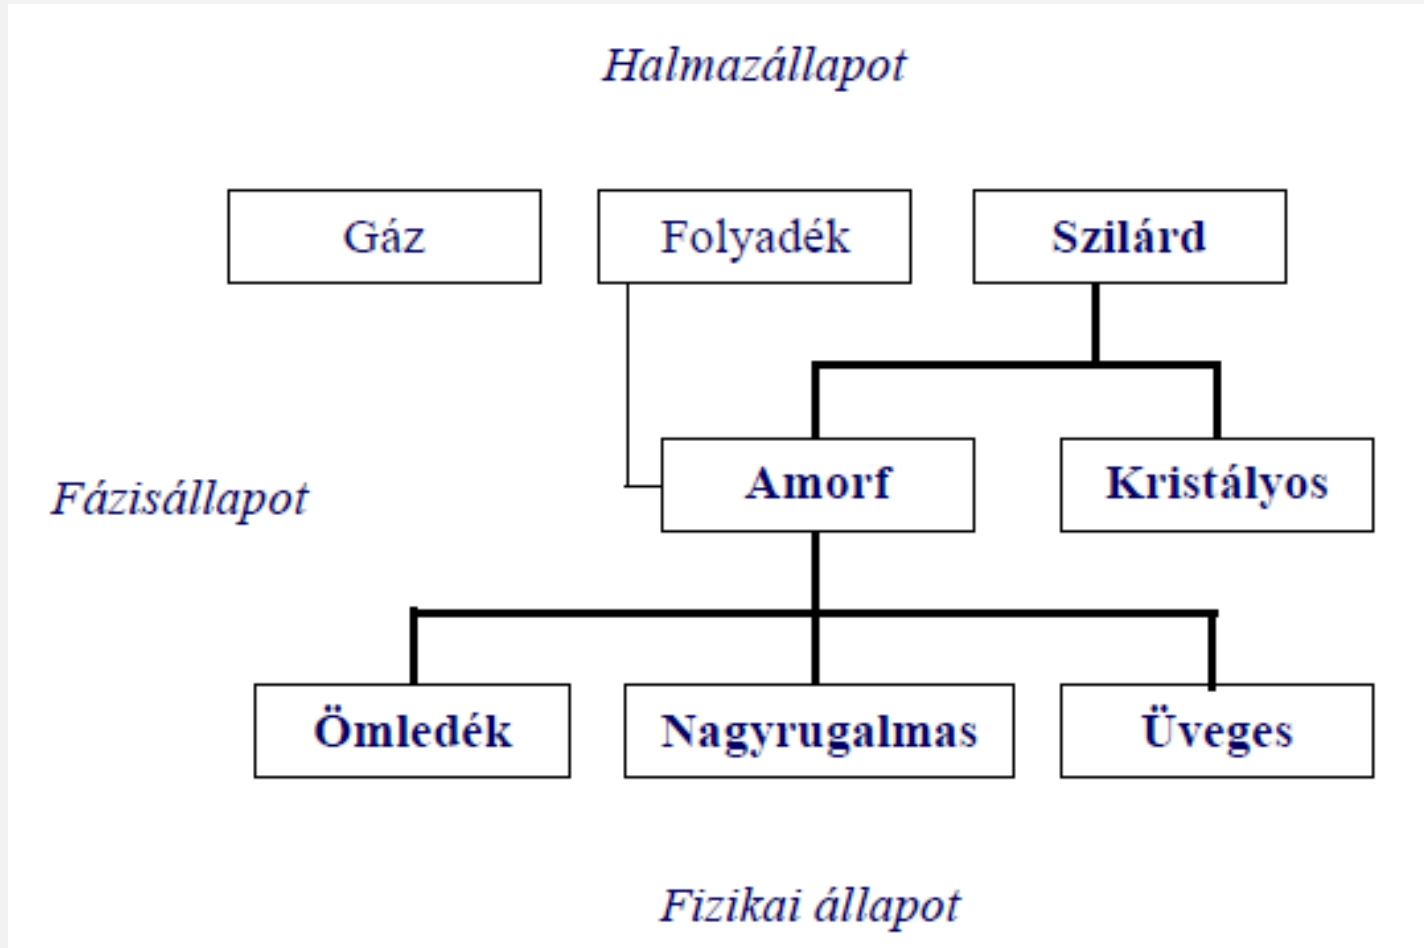 Halmazállapot
Gáz
Folyadék
Szilárd
Amorf
Kristályos
Fázisállapot
Ömledék
Nagyrugalmas
Üveges
Fizikai állapot